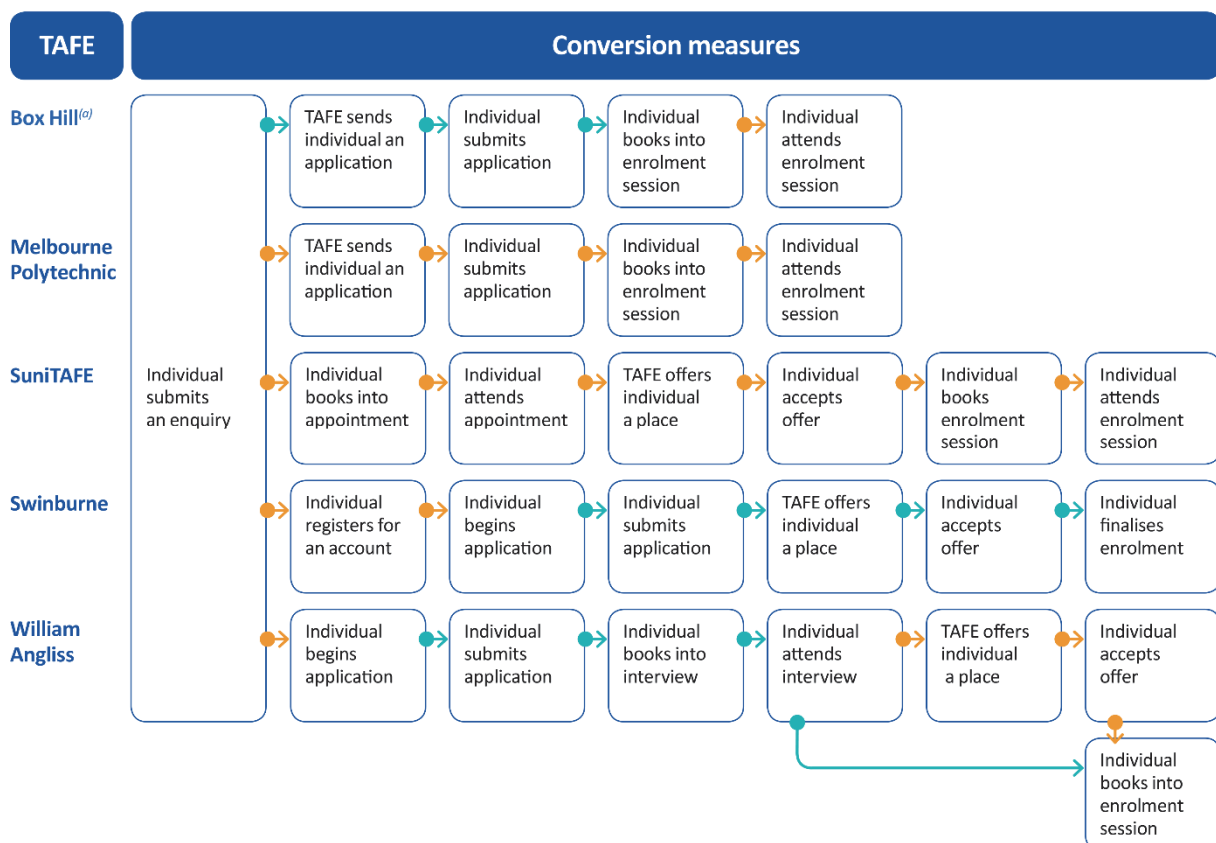 TAFE
Conversion measures
Box Hill(a)
TAFE sends
individual an
application
Individual
submits
application
Individual
books into
enrolment
session
Individual
attends
enrolment
session
Melbourne
Polytechnic
TAFE sends
individual an
application
Individual
submits
application
Individual
books into
enrolment
session
Individual
attends
enrolment
session
Individual
submits
an enquiry
SuniTAFE
Individual
books into
appointment
Individual
attends
appointment
TAFE offers
individual
a place
Individual
accepts
offer
Individual
books
enrolment
session
Individual
attends
enrolment
session
Swinburne
Individual
registers for
an account
Individual
begins
application
Individual
submits
application
TAFE offers
individual
a place
Individual
accepts
offer
Individual
finalises
enrolment
William
Angliss
Individual
begins
application
Individual
submits
application
Individual
books into
interview
Individual
attends
interview
TAFE offers
individual
a place
Individual
accepts
offer
Individual
books into
enrolment
session